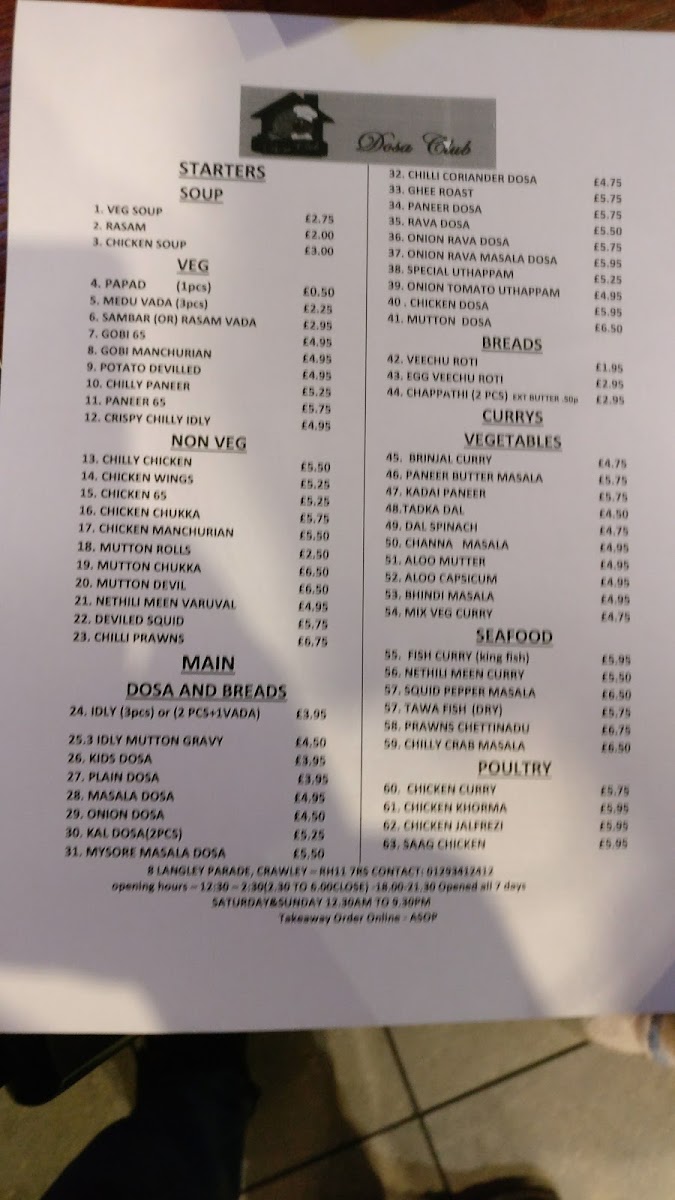 Dosa Club
STARTERS
SOUP
1. VEG SOUP £2.75
2. RASAM £2.00
3. CHICKEN SOUP £3.00
VEG
4. PAPAD (1pcs) £0.50
5. MEDU VADA (3pcs) £2.25
6. SAMBAR (OR) RASAM VADA £2.95
7. GOBI 65 £4.95
8. GOBI MANCHURIAN £4.95
9. POTATO DEVILLED £4.95
10. CHILLY PANEER £5.25
11. PANEER 65 £5.75
12. CRISPY CHILLY IDLY £4.95
NON VEG
13. CHILLY CHICKEN £5.50
14. CHICKEN WINGS £5.25
15. CHICKEN 65 £5.25
16. CHICKEN CHUKKA £5.75
17. CHICKEN MANCHURIAN £5.50
18. MUTTON ROLLS £2.50
19. MUTTON CHUKKA £6.50
20. MUTTON DEVIL £6.50
21. NETHILI MEEN VARUVAL £4.95
22. DEVILED SQUID £5.75
23. CHILLI PRAWNS £6.75
MAIN
DOSA AND BREADS
24. IDLY (3pcs) or (2 PCS+1VADA) £3.95
25.3 IDLY MUTTON GRAVY £4.50
26. KIDS DOSA £3.95
27. PLAIN DOSA £3.95
28. MASALA DOSA £4.95
29. ONION DOSA £4.50
30. KAL DOSA(2PCS) £5.25
31. MYSORE MASALA DOSA £5.50
32. CHILLI CORIANDER DOSA £4.75
33. GHEE ROAST £5.75
34. PANEER DOSA £5.75
35. RAVA DOSA £5.50
36. ONION RAVA DOSA £5.75
37. ONION RAVA MASALA DOSA £5.95
38. SPECIAL UTHAPPAM £5.25
39. ONION TOMATO UTHAPPAM £4.95
40 . CHICKEN DOSA £5.95
41. MUTTON DOSA £6.50
BREADS
42. VEECHU ROTI £1.95
43. EGG VEECHU ROTI £2.95
44. CHAPPATHI (2 PCS) EXT BUTTER .50p £2.95
CURRYS
VEGETABLES
45. BRINJAL CURRY £4.75
46. PANEER BUTTER MASALA £5.75
47. KADAI PANEER £5.75
48.TADKA DAL £4.50
49. DAL SPINACH £4.75
50. CHANNA MASALA £4.95
51. ALOO MUTTER £4.95
52. ALOO CAPSICUM £4.95
53. BHINDI MASALA £4.95
54. MIX VEG CURRY £4.75
SEAFOOD
55. FISH CURRY (king fish) £5.95
56. NETHILI MEEN CURRY £5.50
57. SQUID PEPPER MASALA £6.50
57. TAWA FISH (DRY) £5.75
58. PRAWNS CHETTINADU £6.75
59. CHILLY CRAB MASALA £6.50
POULTRY
60. CHICKEN CURRY £5.75
61. CHICKEN KHORMA £5.95
62. CHICKEN JALFREZI £5.95
63. SAAG CHICKEN £5.95
8 LANGLEY PARADE, CRAWLEY – RH11 7RS CONTACT: 01293412412
opening hours – 12:30 – 2:30(2.30 TO 6.00CLOSE) -18.00-21.30 Opened all 7 days
SATURDAY&SUNDAY 12.30AM TO 9.30PM
Takeaway Order Online - ASOP